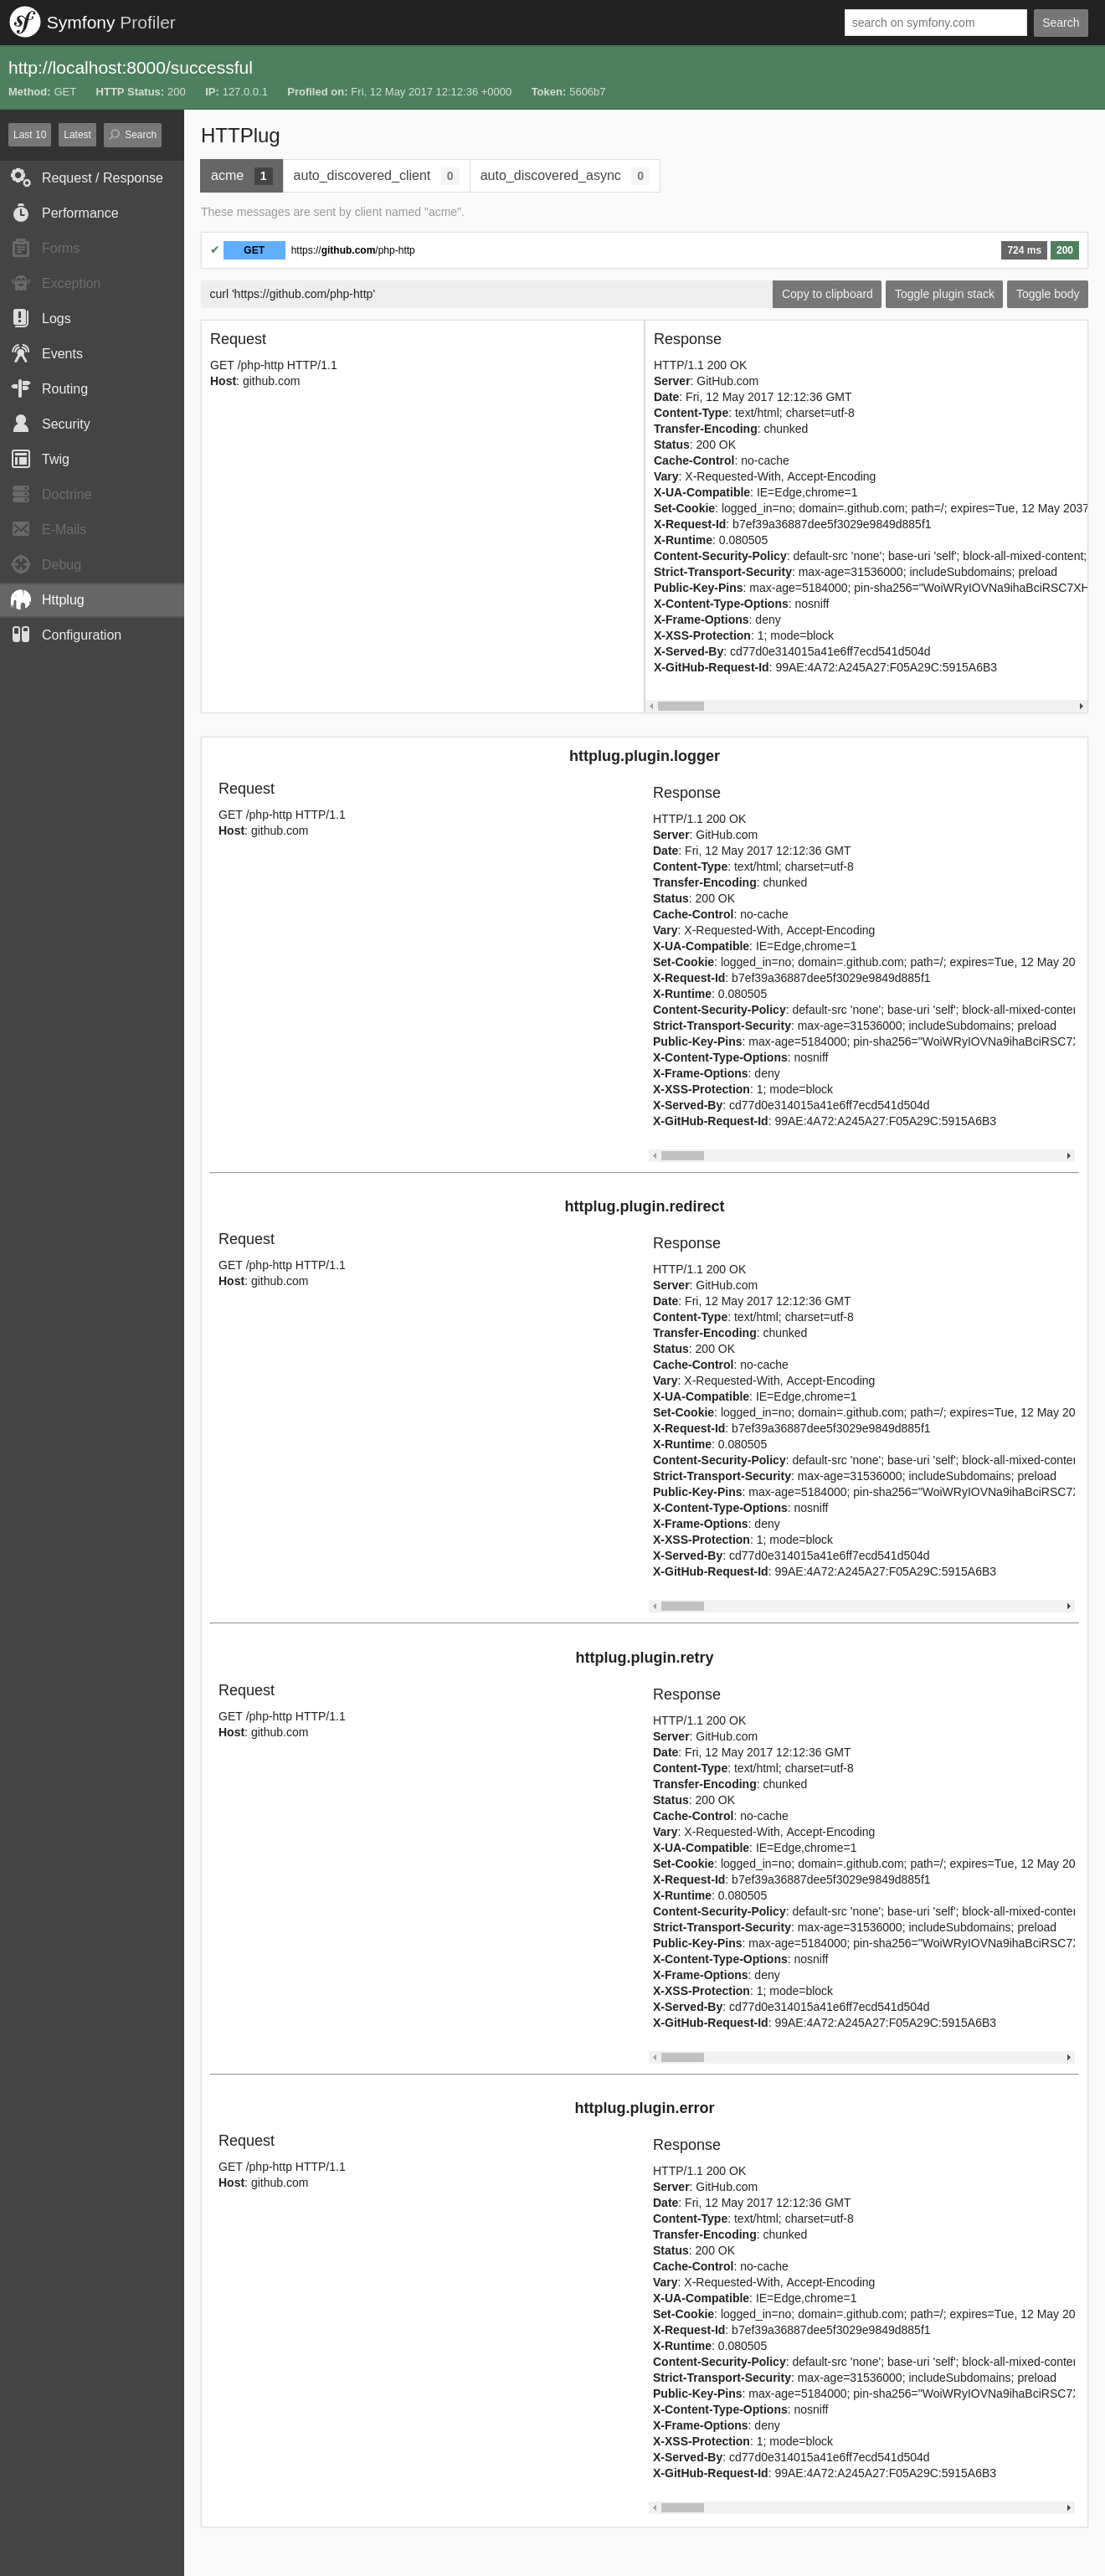 Symfony Profiler
search on symfony.com
Search
http://localhost:8000/successful
Method: GET HTTP Status: 200 IP: 127.0.0.1 Profiled on: Fri, 12 May 2017 12:12:36 +0000 Token: 5606b7
Last 10
Latest
Search
Request / Response
Performance
Forms
Exception
Logs
Events
Routing
Security
Twig
Doctrine
E-Mails
Debug
Httplug
Configuration
HTTPlug
acme 1
auto_discovered_client 0
auto_discovered_async 0
These messages are sent by client named "acme".
✔ GET https://github.com/php-http 724 ms 200
curl 'https://github.com/php-http'
Copy to clipboard
Toggle plugin stack
Toggle body
Request
GET /php-http HTTP/1.1
Host: github.com
Response
HTTP/1.1 200 OK
Server: GitHub.com
Date: Fri, 12 May 2017 12:12:36 GMT
Content-Type: text/html; charset=utf-8
Transfer-Encoding: chunked
Status: 200 OK
Cache-Control: no-cache
Vary: X-Requested-With, Accept-Encoding
X-UA-Compatible: IE=Edge,chrome=1
Set-Cookie: logged_in=no; domain=.github.com; path=/; expires=Tue, 12 May 2037
X-Request-Id: b7ef39a36887dee5f3029e9849d885f1
X-Runtime: 0.080505
Content-Security-Policy: default-src 'none'; base-uri 'self'; block-all-mixed-content;
Strict-Transport-Security: max-age=31536000; includeSubdomains; preload
Public-Key-Pins: max-age=5184000; pin-sha256="WoiWRyIOVNa9ihaBciRSC7XH
X-Content-Type-Options: nosniff
X-Frame-Options: deny
X-XSS-Protection: 1; mode=block
X-Served-By: cd77d0e314015a41e6ff7ecd541d504d
X-GitHub-Request-Id: 99AE:4A72:A245A27:F05A29C:5915A6B3
httplug.plugin.logger
Request
GET /php-http HTTP/1.1
Host: github.com
Response
HTTP/1.1 200 OK
Server: GitHub.com
Date: Fri, 12 May 2017 12:12:36 GMT
Content-Type: text/html; charset=utf-8
Transfer-Encoding: chunked
Status: 200 OK
Cache-Control: no-cache
Vary: X-Requested-With, Accept-Encoding
X-UA-Compatible: IE=Edge,chrome=1
Set-Cookie: logged_in=no; domain=.github.com; path=/; expires=Tue, 12 May 20
X-Request-Id: b7ef39a36887dee5f3029e9849d885f1
X-Runtime: 0.080505
Content-Security-Policy: default-src 'none'; base-uri 'self'; block-all-mixed-conten
Strict-Transport-Security: max-age=31536000; includeSubdomains; preload
Public-Key-Pins: max-age=5184000; pin-sha256="WoiWRyIOVNa9ihaBciRSC7X
X-Content-Type-Options: nosniff
X-Frame-Options: deny
X-XSS-Protection: 1; mode=block
X-Served-By: cd77d0e314015a41e6ff7ecd541d504d
X-GitHub-Request-Id: 99AE:4A72:A245A27:F05A29C:5915A6B3
httplug.plugin.redirect
Request
GET /php-http HTTP/1.1
Host: github.com
Response
HTTP/1.1 200 OK
Server: GitHub.com
Date: Fri, 12 May 2017 12:12:36 GMT
Content-Type: text/html; charset=utf-8
Transfer-Encoding: chunked
Status: 200 OK
Cache-Control: no-cache
Vary: X-Requested-With, Accept-Encoding
X-UA-Compatible: IE=Edge,chrome=1
Set-Cookie: logged_in=no; domain=.github.com; path=/; expires=Tue, 12 May 20
X-Request-Id: b7ef39a36887dee5f3029e9849d885f1
X-Runtime: 0.080505
Content-Security-Policy: default-src 'none'; base-uri 'self'; block-all-mixed-conten
Strict-Transport-Security: max-age=31536000; includeSubdomains; preload
Public-Key-Pins: max-age=5184000; pin-sha256="WoiWRyIOVNa9ihaBciRSC7X
X-Content-Type-Options: nosniff
X-Frame-Options: deny
X-XSS-Protection: 1; mode=block
X-Served-By: cd77d0e314015a41e6ff7ecd541d504d
X-GitHub-Request-Id: 99AE:4A72:A245A27:F05A29C:5915A6B3
httplug.plugin.retry
Request
GET /php-http HTTP/1.1
Host: github.com
Response
HTTP/1.1 200 OK
Server: GitHub.com
Date: Fri, 12 May 2017 12:12:36 GMT
Content-Type: text/html; charset=utf-8
Transfer-Encoding: chunked
Status: 200 OK
Cache-Control: no-cache
Vary: X-Requested-With, Accept-Encoding
X-UA-Compatible: IE=Edge,chrome=1
Set-Cookie: logged_in=no; domain=.github.com; path=/; expires=Tue, 12 May 20
X-Request-Id: b7ef39a36887dee5f3029e9849d885f1
X-Runtime: 0.080505
Content-Security-Policy: default-src 'none'; base-uri 'self'; block-all-mixed-conten
Strict-Transport-Security: max-age=31536000; includeSubdomains; preload
Public-Key-Pins: max-age=5184000; pin-sha256="WoiWRyIOVNa9ihaBciRSC7X
X-Content-Type-Options: nosniff
X-Frame-Options: deny
X-XSS-Protection: 1; mode=block
X-Served-By: cd77d0e314015a41e6ff7ecd541d504d
X-GitHub-Request-Id: 99AE:4A72:A245A27:F05A29C:5915A6B3
httplug.plugin.error
Request
GET /php-http HTTP/1.1
Host: github.com
Response
HTTP/1.1 200 OK
Server: GitHub.com
Date: Fri, 12 May 2017 12:12:36 GMT
Content-Type: text/html; charset=utf-8
Transfer-Encoding: chunked
Status: 200 OK
Cache-Control: no-cache
Vary: X-Requested-With, Accept-Encoding
X-UA-Compatible: IE=Edge,chrome=1
Set-Cookie: logged_in=no; domain=.github.com; path=/; expires=Tue, 12 May 20
X-Request-Id: b7ef39a36887dee5f3029e9849d885f1
X-Runtime: 0.080505
Content-Security-Policy: default-src 'none'; base-uri 'self'; block-all-mixed-conten
Strict-Transport-Security: max-age=31536000; includeSubdomains; preload
Public-Key-Pins: max-age=5184000; pin-sha256="WoiWRyIOVNa9ihaBciRSC7X
X-Content-Type-Options: nosniff
X-Frame-Options: deny
X-XSS-Protection: 1; mode=block
X-Served-By: cd77d0e314015a41e6ff7ecd541d504d
X-GitHub-Request-Id: 99AE:4A72:A245A27:F05A29C:5915A6B3